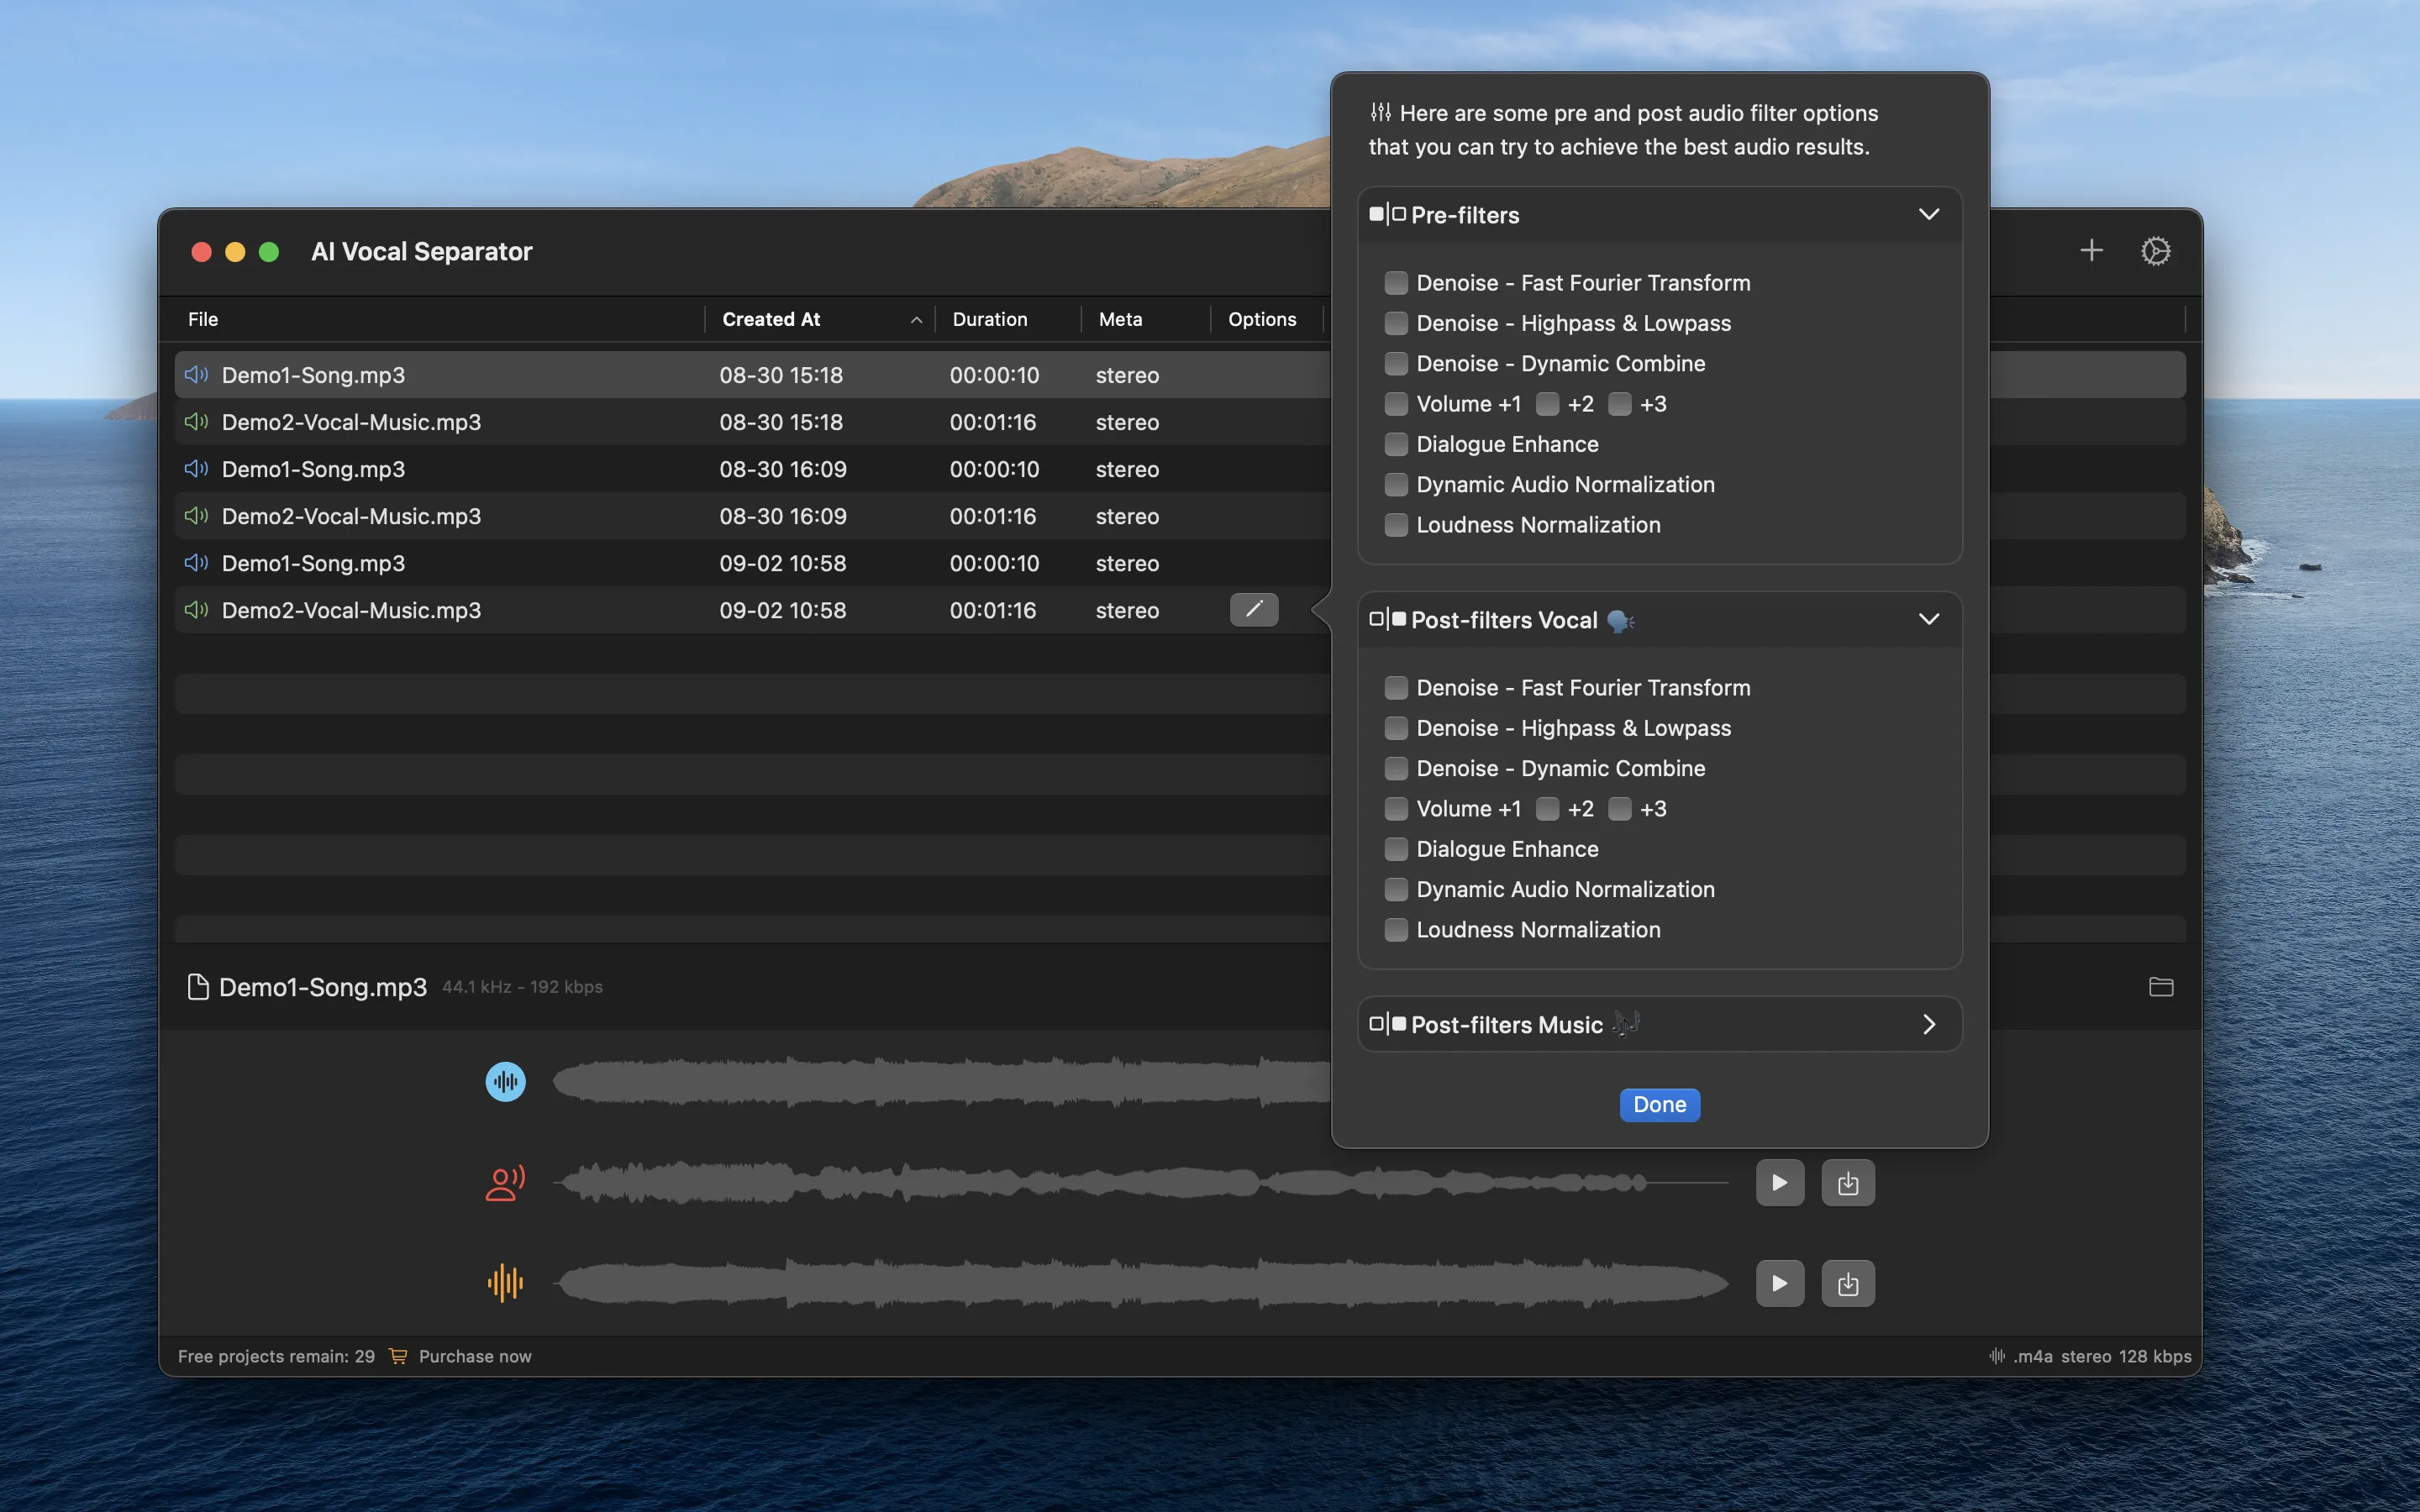 AI Vocal Separator
File Created At Duration Meta Options
Demo1-Song.mp3 08-30 15:18 00:00:10 stereo
Demo2-Vocal-Music.mp3 08-30 15:18 00:01:16 stereo
Demo1-Song.mp3 08-30 16:09 00:00:10 stereo
Demo2-Vocal-Music.mp3 08-30 16:09 00:01:16 stereo
Demo1-Song.mp3 09-02 10:58 00:00:10 stereo
Demo2-Vocal-Music.mp3 09-02 10:58 00:01:16 stereo
Here are some pre and post audio filter options
that you can try to achieve the best audio results.
Pre-filters
Denoise - Fast Fourier Transform
Denoise - Highpass & Lowpass
Denoise - Dynamic Combine
Volume +1 +2 +3
Dialogue Enhance
Dynamic Audio Normalization
Loudness Normalization
Post-filters Vocal
Denoise - Fast Fourier Transform
Denoise - Highpass & Lowpass
Denoise - Dynamic Combine
Volume +1 +2 +3
Dialogue Enhance
Dynamic Audio Normalization
Loudness Normalization
Post-filters Music
Done
Demo1-Song.mp3 44.1 kHz - 192 kbps
Free projects remain: 29 Purchase now
.m4a stereo 128 kbps